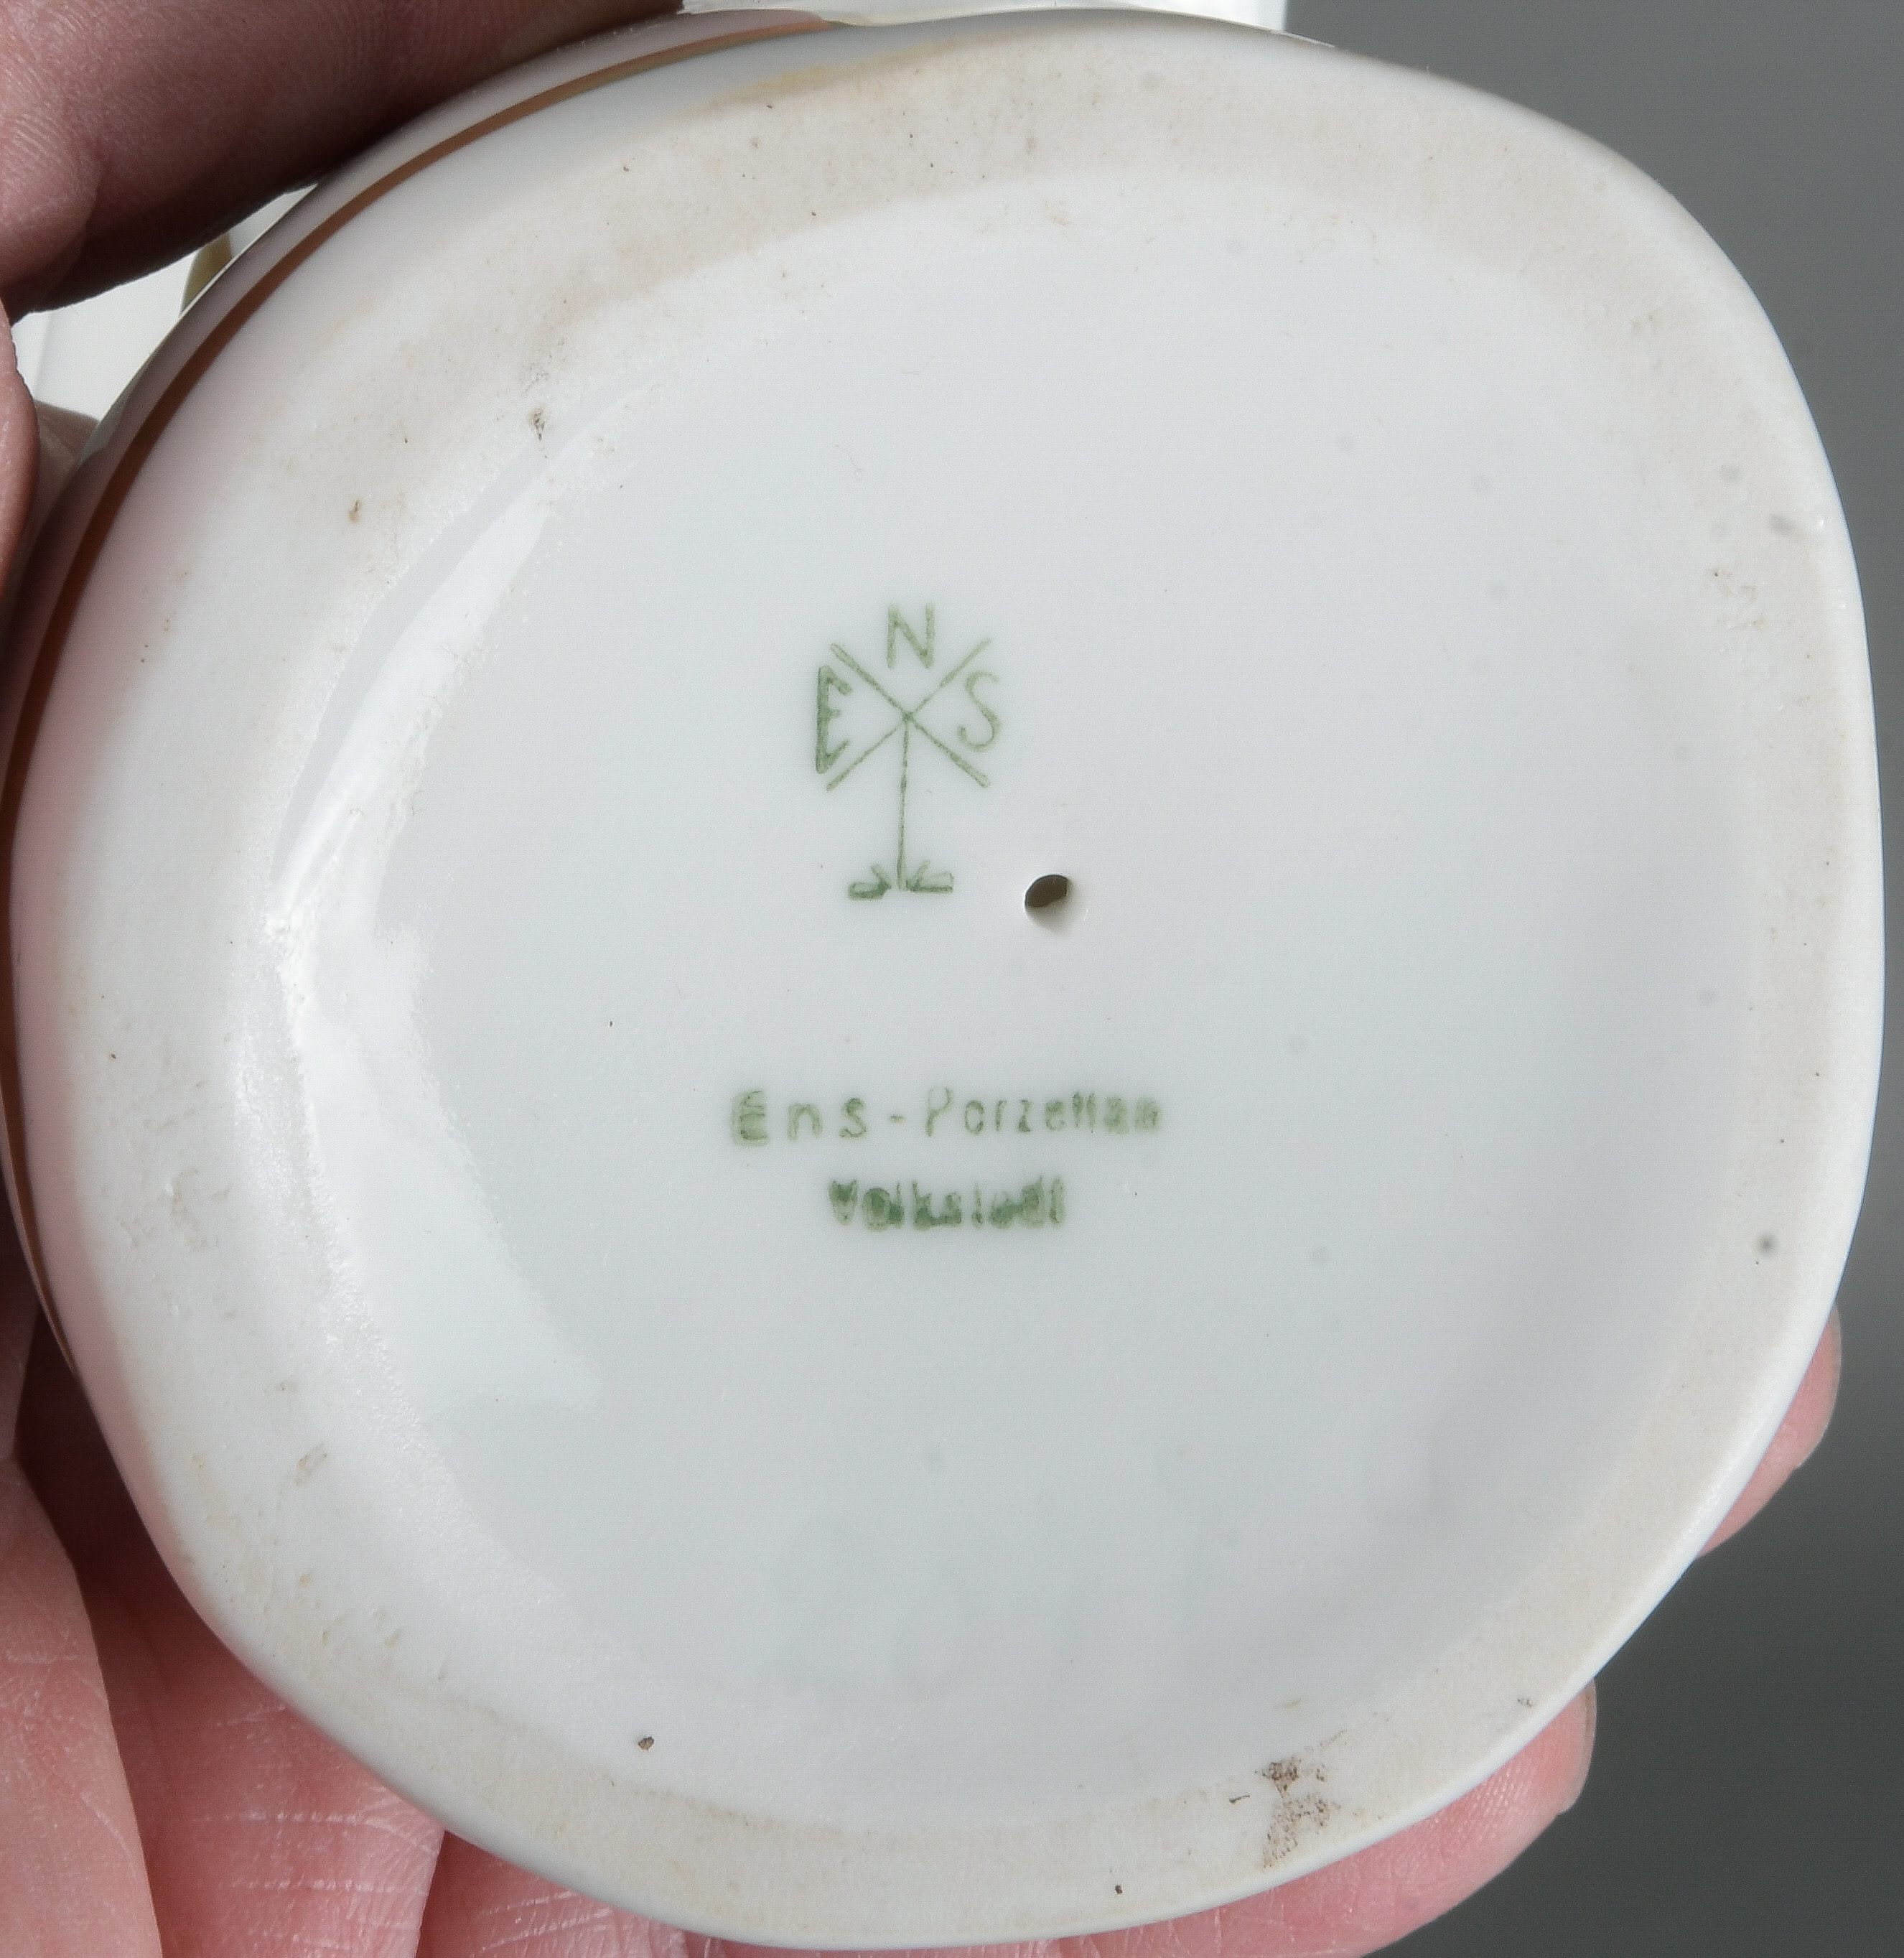 E N S
Ens-Porzellan
Volkstedt